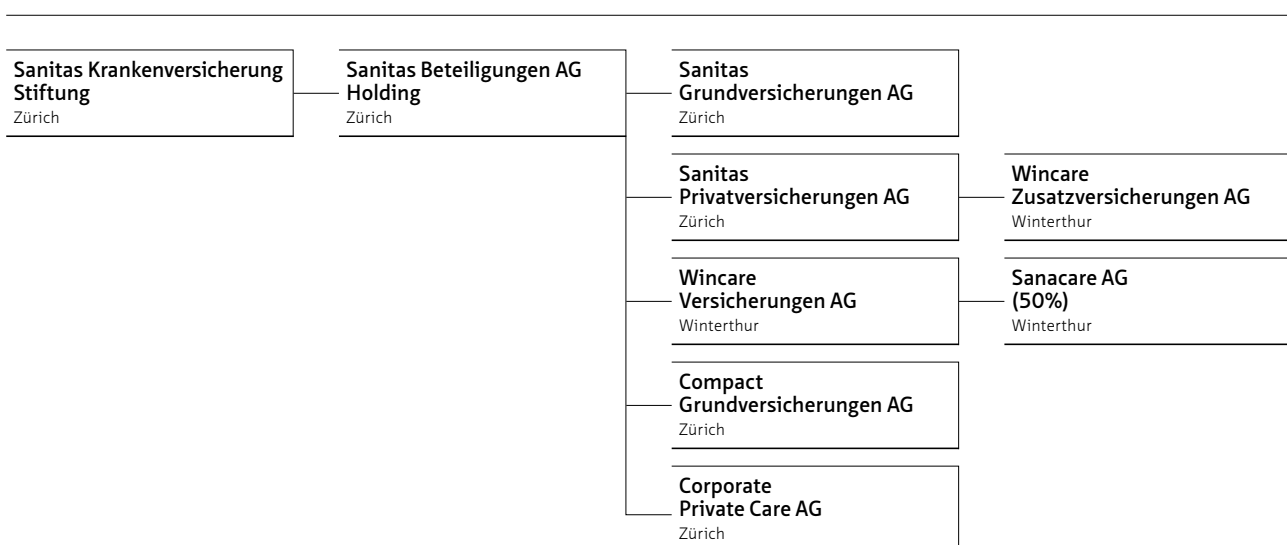 Sanitas Krankenversicherung
Stiftung
Zürich
Sanitas Beteiligungen AG
Holding
Zürich
Sanitas
Grundversicherungen AG
Zürich
Sanitas
Privatversicherungen AG
Zürich
Wincare
Zusatzversicherungen AG
Winterthur
Wincare
Versicherungen AG
Winterthur
Sanacare AG
(50%)
Winterthur
Compact
Grundversicherungen AG
Zürich
Corporate
Private Care AG
Zürich